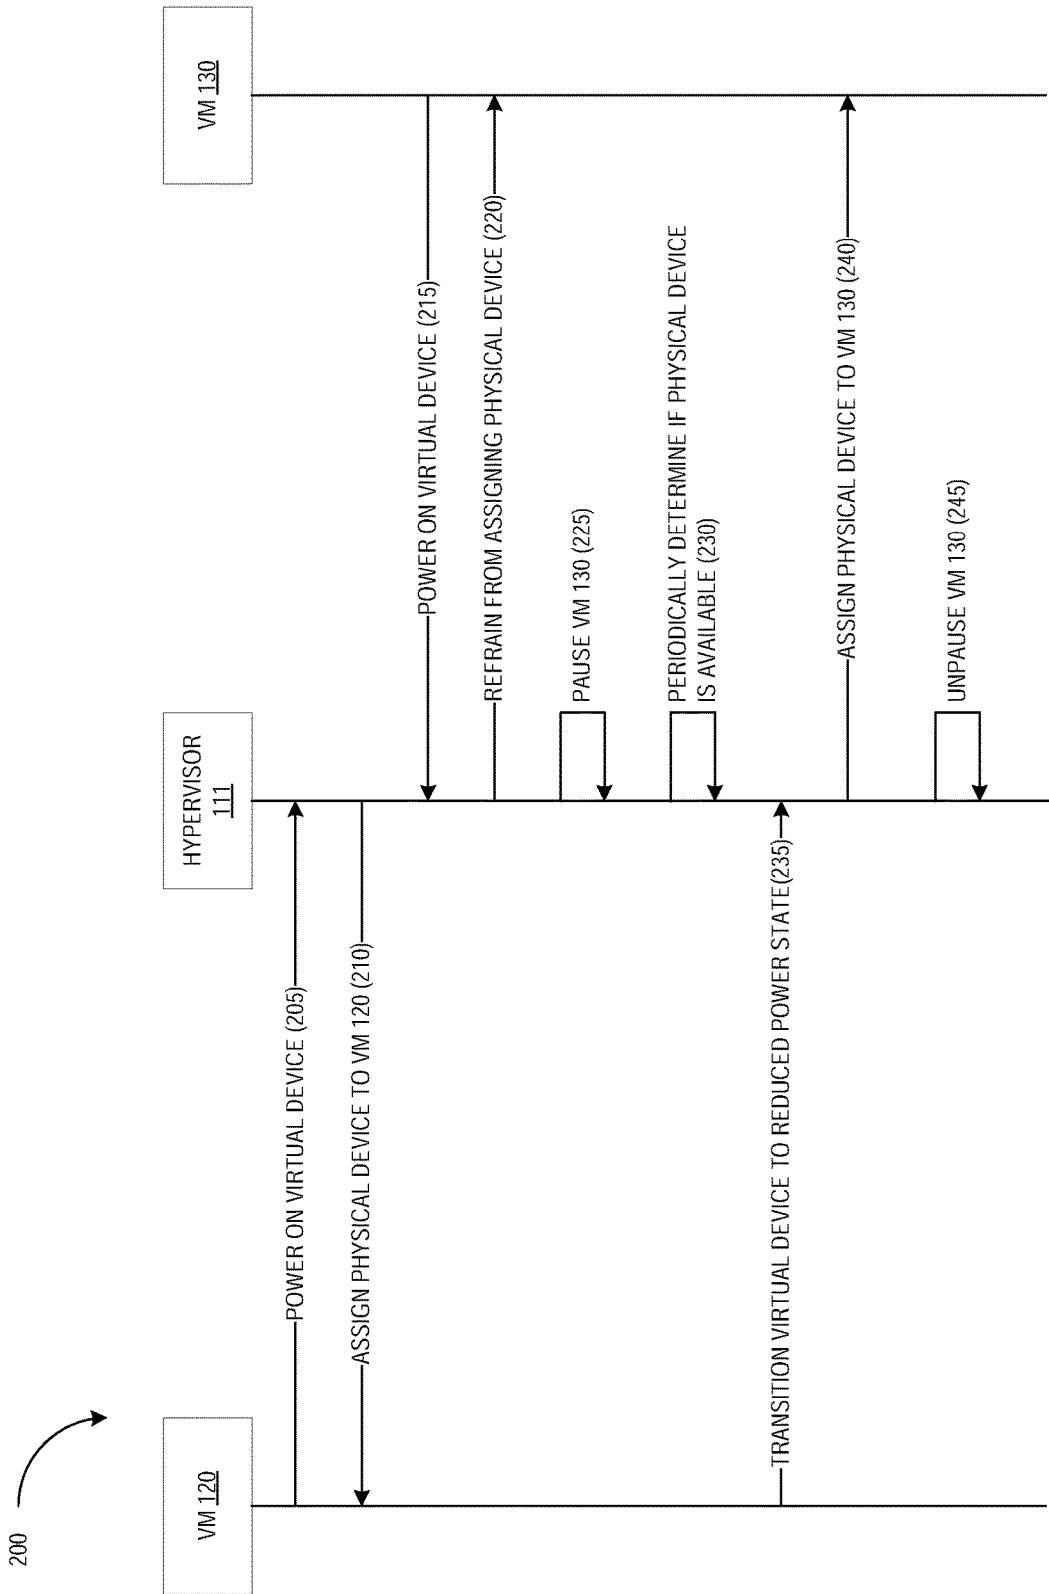 200
VM 120
HYPERVISOR
111
VM 130
POWER ON VIRTUAL DEVICE (205)
ASSIGN PHYSICAL DEVICE TO VM 120 (210)
POWER ON VIRTUAL DEVICE (215)
REFRAIN FROM ASSIGNING PHYSICAL DEVICE (220)
PAUSE VM 130 (225)
PERIODICALLY DETERMINE IF PHYSICAL DEVICE
IS AVAILABLE (230)
TRANSITION VIRTUAL DEVICE TO REDUCED POWER STATE(235)
ASSIGN PHYSICAL DEVICE TO VM 130 (240)
UNPAUSE VM 130 (245)